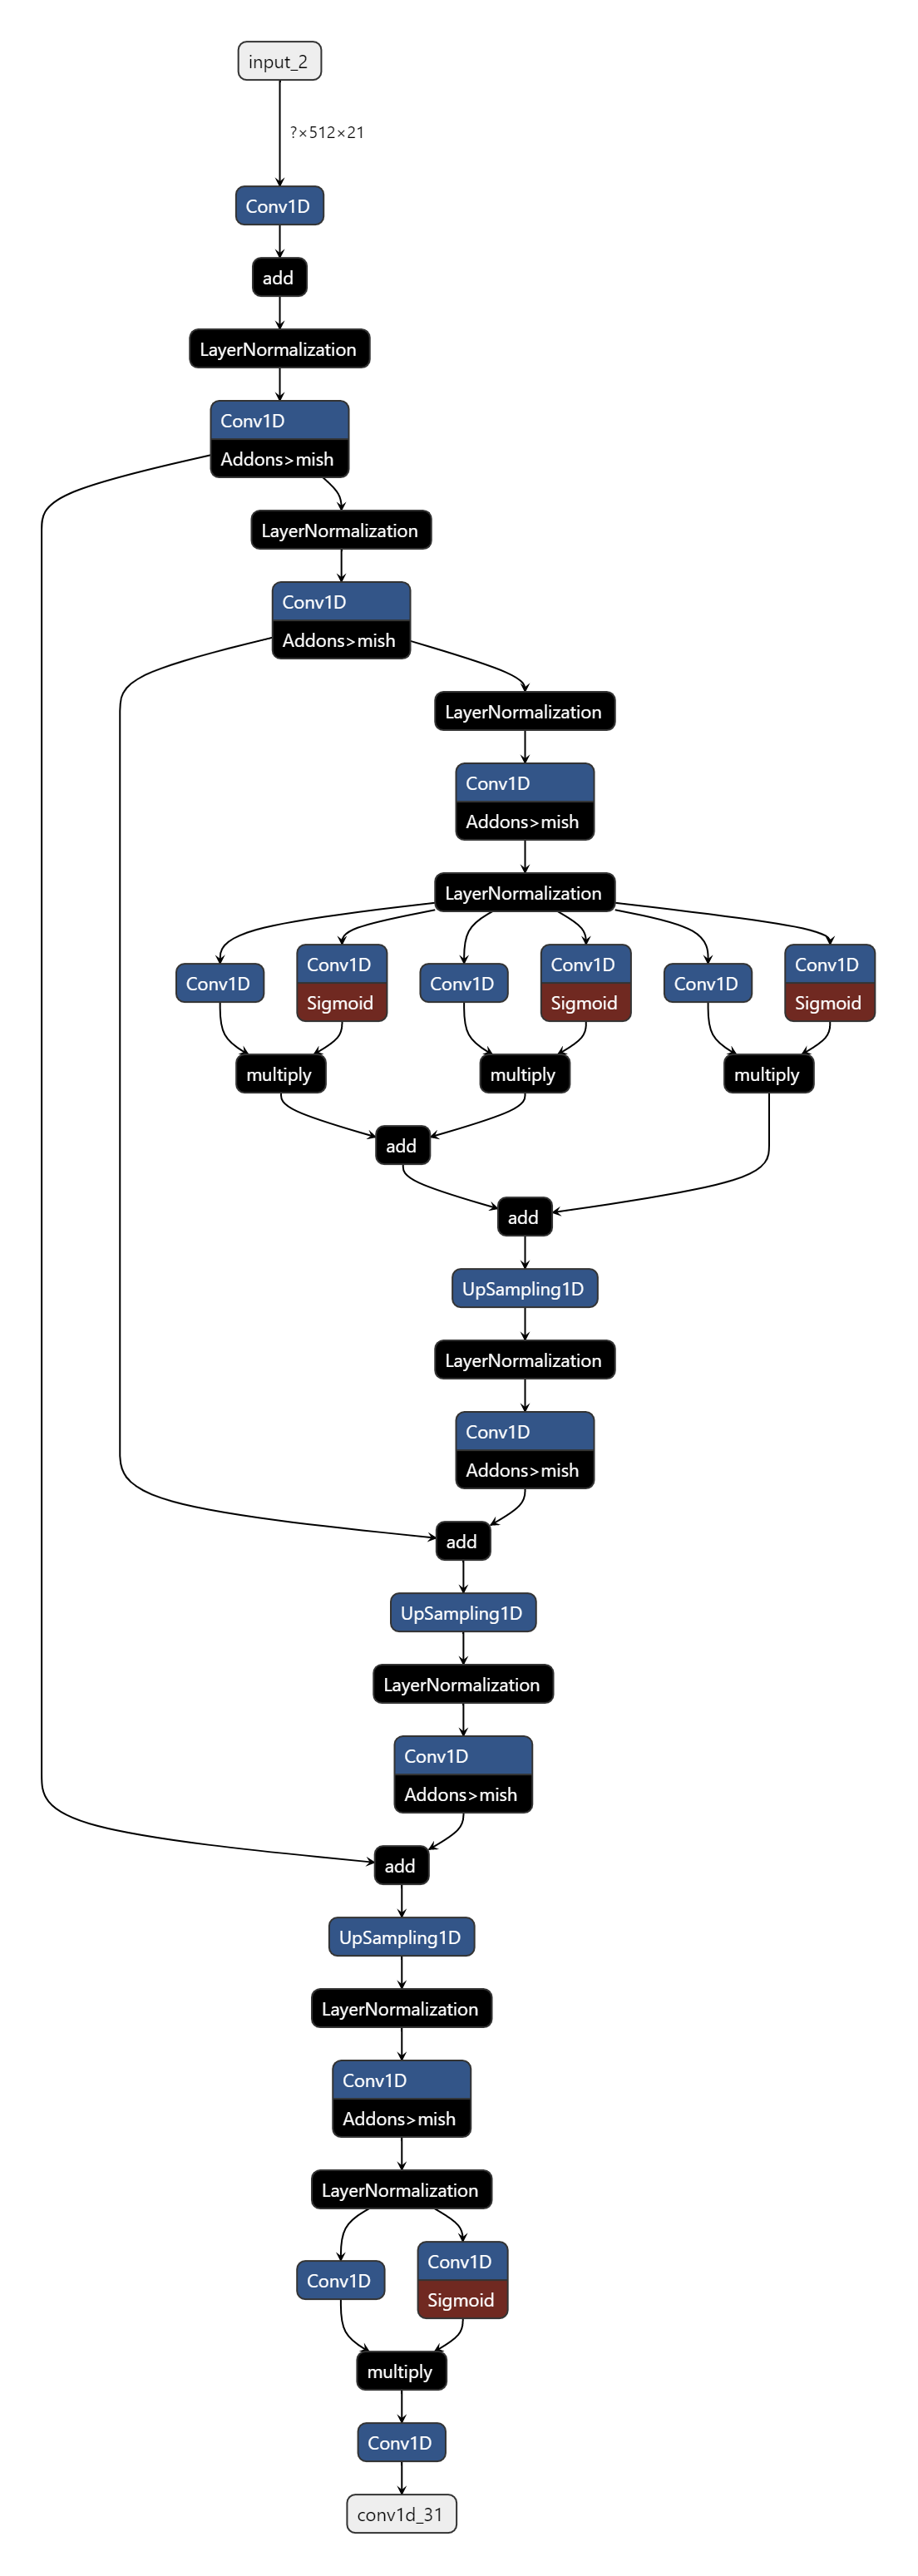 input_2
?×512×21
Conv1D
add
LayerNormalization
Conv1D
Addons>mish
LayerNormalization
Conv1D
Addons>mish
LayerNormalization
Conv1D
Addons>mish
LayerNormalization
Conv1D
Conv1D
Sigmoid
Conv1D
Conv1D
Sigmoid
Conv1D
Conv1D
Sigmoid
multiply
multiply
multiply
add
add
UpSampling1D
LayerNormalization
Conv1D
Addons>mish
add
UpSampling1D
LayerNormalization
Conv1D
Addons>mish
add
UpSampling1D
LayerNormalization
Conv1D
Addons>mish
LayerNormalization
Conv1D
Conv1D
Sigmoid
multiply
Conv1D
conv1d_31